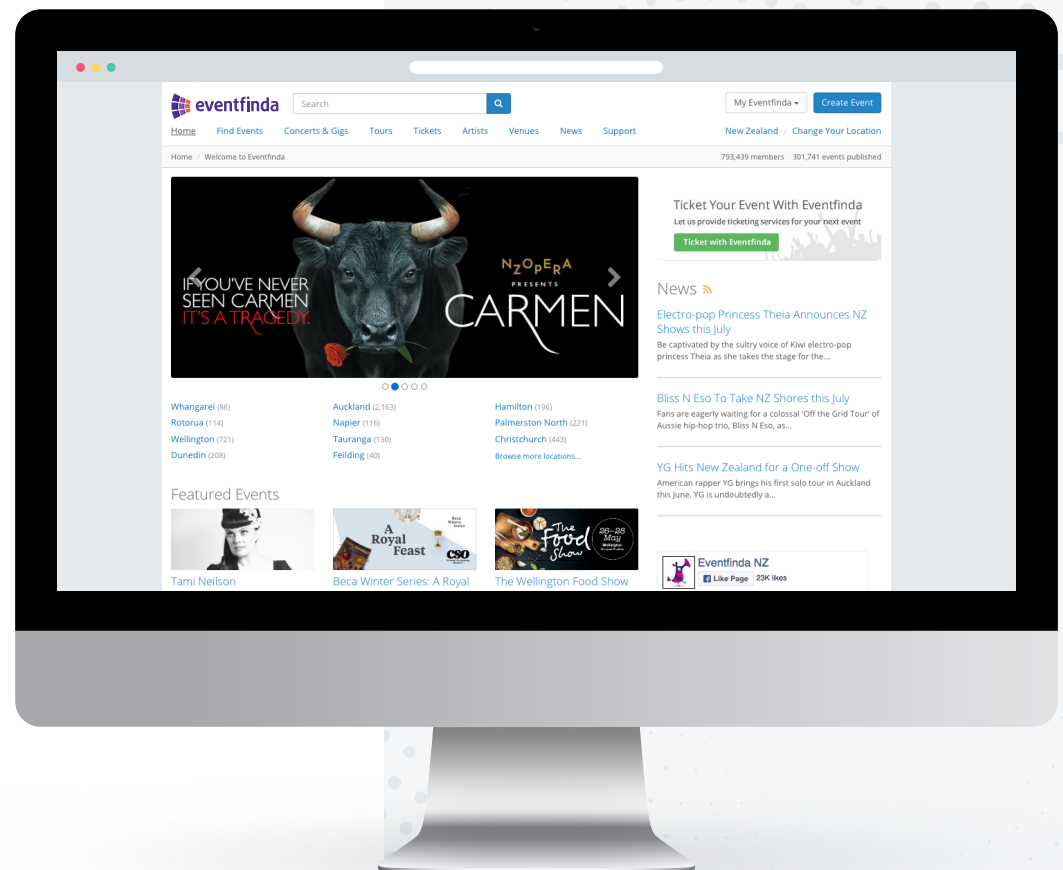 eventfinda
Search
My Eventfinda
Create Event
Home Find Events Concerts & Gigs Tours Tickets Artists Venues News Support
New Zealand / Change Your Location
Home / Welcome to Eventfinda
793,439 members 301,741 events published
IF YOU'VE NEVER
SEEN CARMEN
IT'S A TRAGEDY.
NZOPERA
PRESENTS
CARMEN
Ticket Your Event With Eventfinda
Let us provide ticketing services for your next event
Ticket with Eventfinda
News
Electro-pop Princess Theia Announces NZ
Shows this July
Be captivated by the sultry voice of Kiwi electro-pop
princess Theia as she takes the stage for the...
Bliss N Eso To Take NZ Shores this July
Fans are eagerly waiting for a colossal 'Off the Grid Tour' of
Aussie hip-hop trio, Bliss N Eso, as...
YG Hits New Zealand for a One-off Show
American rapper YG brings his first solo tour in Auckland
this June. YG is undoubtedly a...
Whangarei (86)
Auckland (2,163)
Hamilton (196)
Rotorua (114)
Napier (116)
Palmerston North (221)
Wellington (721)
Tauranga (130)
Christchurch (443)
Dunedin (208)
Feilding (40)
Browse more locations...
Featured Events
Beca
Winter
Series
A
Royal
Feast
CSO
The
Food
Show
26–28
May
Wellington
Tami Neilson
Beca Winter Series: A Royal
The Wellington Food Show
Eventfinda NZ
Like Page
23K likes